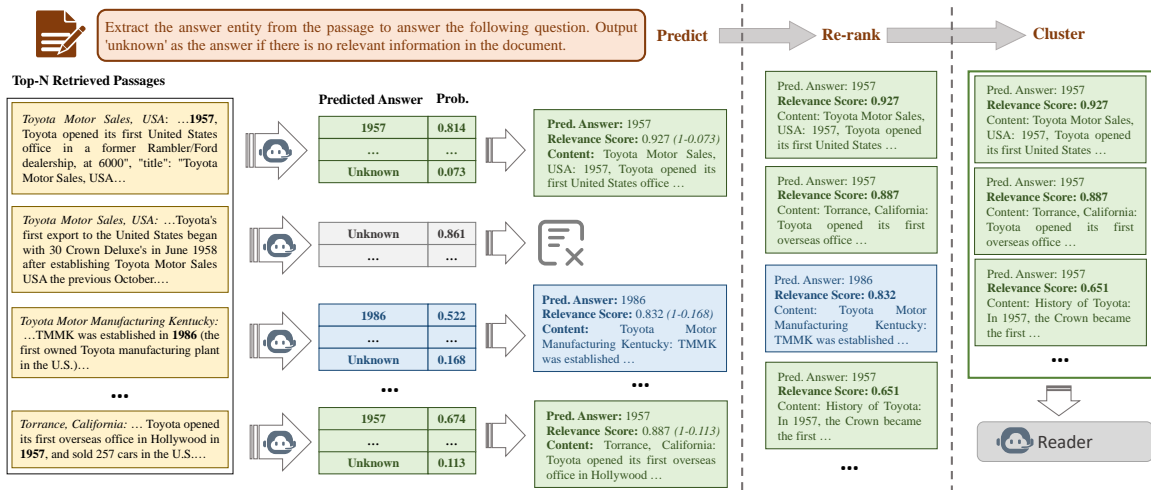 Extract the answer entity from the passage to answer the following question. Output
'unknown' as the answer if there is no relevant information in the document.
Predict
Re-rank
Cluster
Top-N Retrieved Passages
Toyota Motor Sales, USA: …1957,
Toyota opened its first United States
office in a former Rambler/Ford
dealership, at 6000", "title": "Toyota
Motor Sales, USA…
Toyota Motor Sales, USA: …Toyota's
first export to the United States began
with 30 Crown Deluxe's in June 1958
after establishing Toyota Motor Sales
USA the previous October.…
Toyota Motor Manufacturing Kentucky:
…TMMK was established in 1986 (the
first owned Toyota manufacturing plant
in the U.S.)…
...
Torrance, California: … Toyota opened
its first overseas office in Hollywood in
1957, and sold 257 cars in the U.S.…
Predicted Answer Prob.
1957 0.814
... ...
Unknown 0.073
Unknown 0.861
... ...
1986 0.522
... ...
Unknown 0.168
...
1957 0.674
... ...
Unknown 0.113
Pred. Answer: 1957
Relevance Score: 0.927 (1-0.073)
Content: Toyota Motor Sales,
USA: 1957, Toyota opened its
first United States office …
Pred. Answer: 1986
Relevance Score: 0.832 (1-0.168)
Content: Toyota Motor
Manufacturing Kentucky: TMMK
was established …
...
Pred. Answer: 1957
Relevance Score: 0.887 (1-0.113)
Content: Torrance, California:
Toyota opened its first overseas
office in Hollywood …
Pred. Answer: 1957
Relevance Score: 0.927
Content: Toyota Motor Sales,
USA: 1957, Toyota opened
its first United States …
Pred. Answer: 1957
Relevance Score: 0.887
Content: Torrance, California:
Toyota opened its first
overseas office …
Pred. Answer: 1986
Relevance Score: 0.832
Content: Toyota Motor
Manufacturing Kentucky:
TMMK was established …
Pred. Answer: 1957
Relevance Score: 0.651
Content: History of Toyota:
In 1957, the Crown became
the first …
...
Pred. Answer: 1957
Relevance Score: 0.927
Content: Toyota Motor Sales,
USA: 1957, Toyota opened
its first United States …
Pred. Answer: 1957
Relevance Score: 0.887
Content: Torrance, California:
Toyota opened its first
overseas office …
Pred. Answer: 1957
Relevance Score: 0.651
Content: History of Toyota:
In 1957, the Crown became
the first …
...
Reader